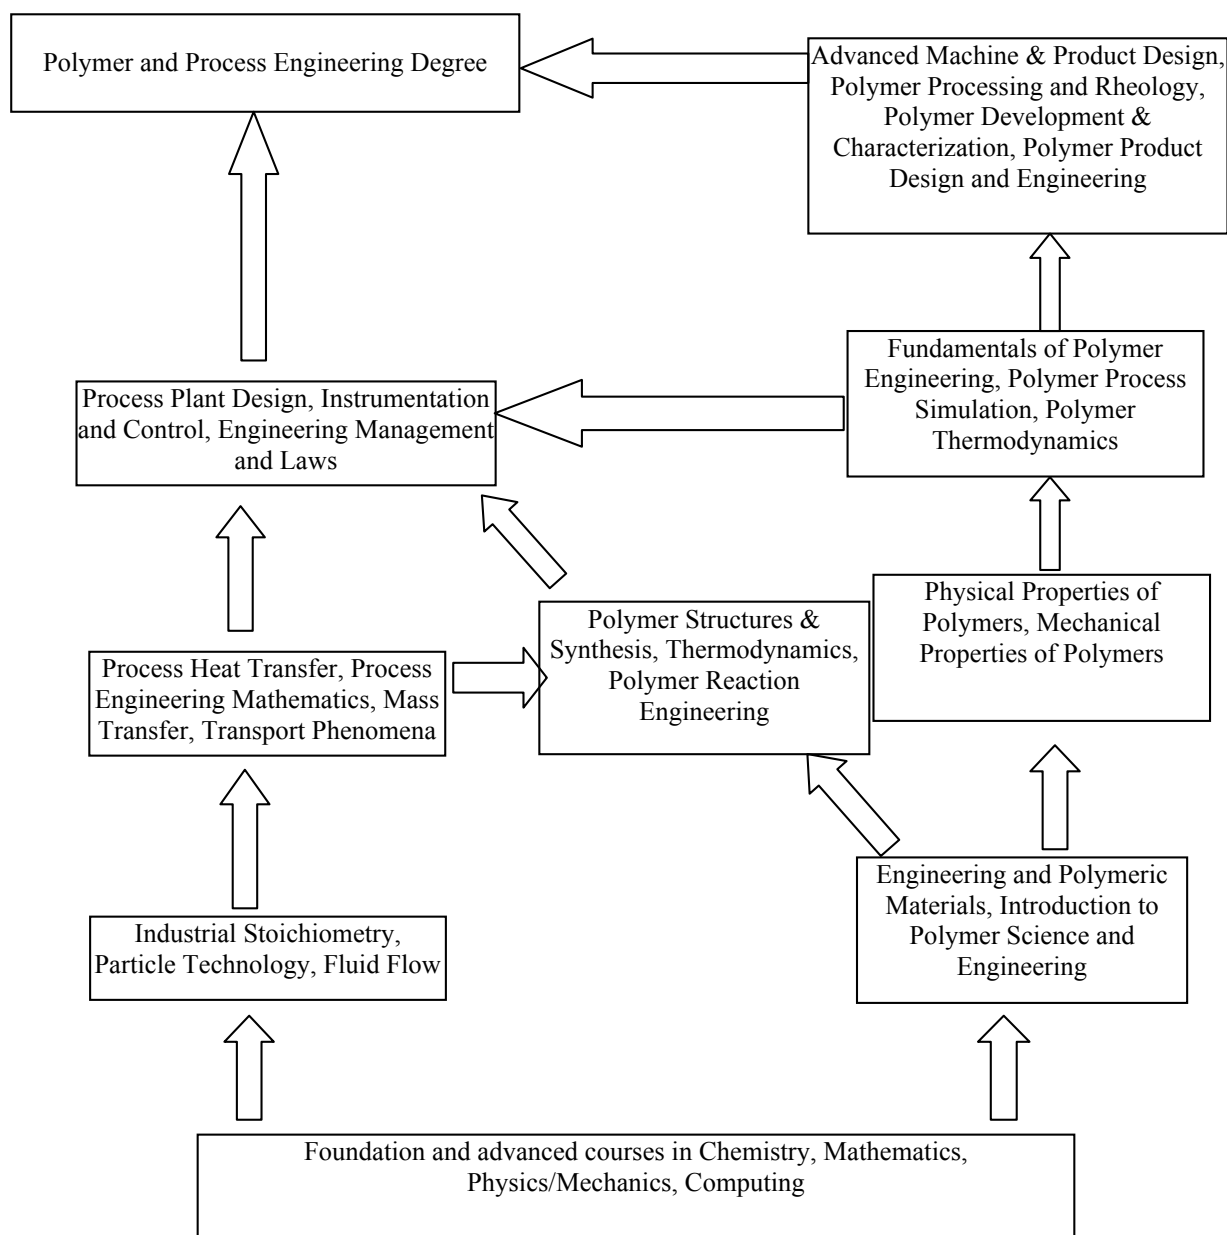 Polymer and Process Engineering Degree
Advanced Machine & Product Design,
Polymer Processing and Rheology,
Polymer Development &
Characterization, Polymer Product
Design and Engineering
Fundamentals of Polymer
Engineering, Polymer Process
Simulation, Polymer
Thermodynamics
Process Plant Design, Instrumentation
and Control, Engineering Management
and Laws
Physical Properties of
Polymers, Mechanical
Properties of Polymers
Polymer Structures &
Synthesis, Thermodynamics,
Polymer Reaction
Engineering
Process Heat Transfer, Process
Engineering Mathematics, Mass
Transfer, Transport Phenomena
Engineering and Polymeric
Materials, Introduction to
Polymer Science and
Engineering
Industrial Stoichiometry,
Particle Technology, Fluid Flow
Foundation and advanced courses in Chemistry, Mathematics,
Physics/Mechanics, Computing